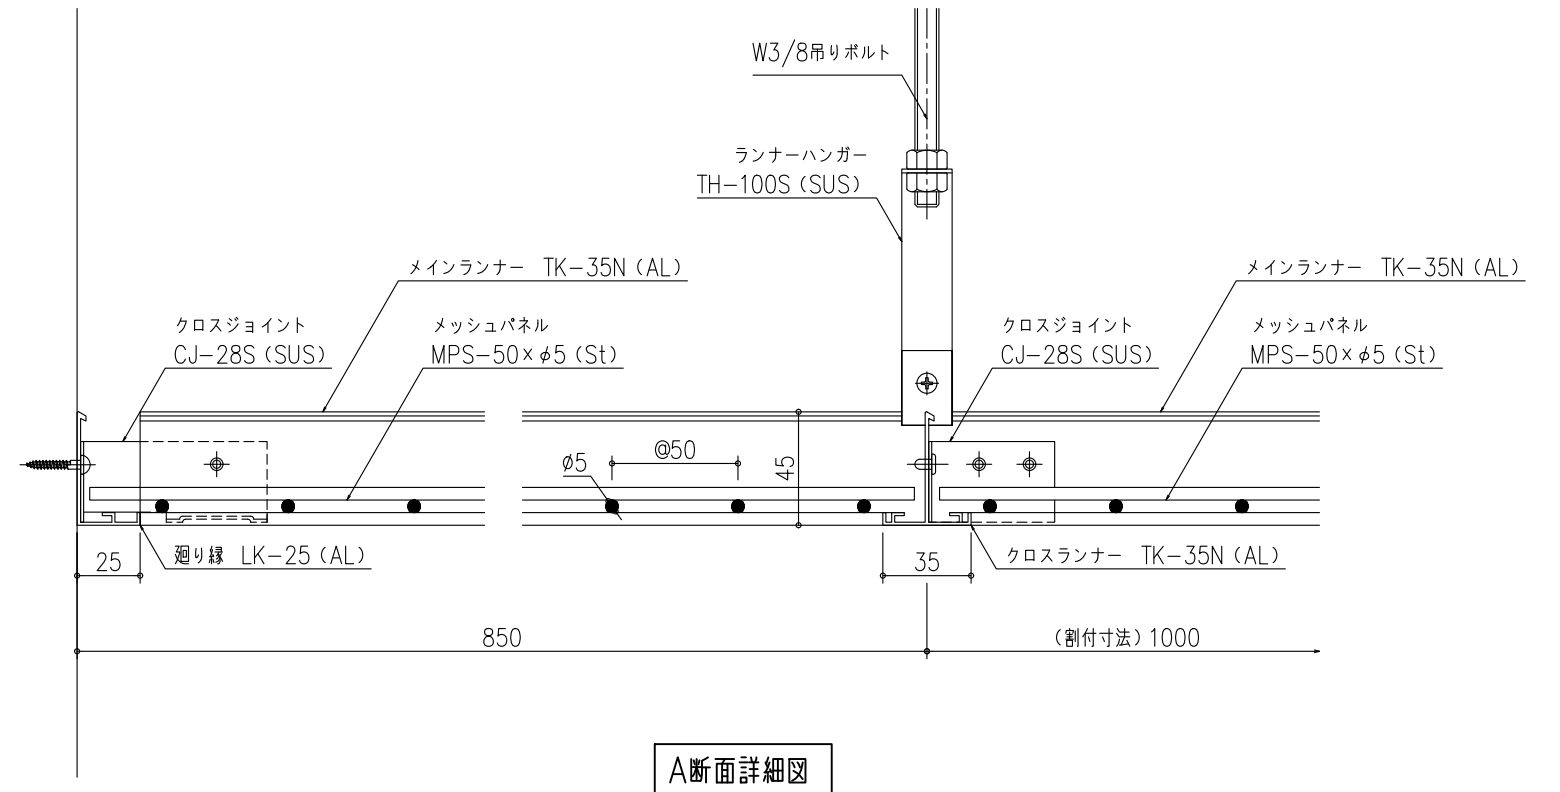 W3/8吊りボルト
ランナーハンガー
TH-100S (SUS)
メインランナー TK-35N (AL)
メインランナー TK-35N (AL)
クロスジョイント
CJ-28S (SUS)
メッシュパネル
MPS-50×φ5 (St)
クロスジョイント
CJ-28S (SUS)
メッシュパネル
MPS-50×φ5 (St)
@50
ø5
45
廻り縁 LK-25 (AL)
クロスランナー TK-35N (AL)
25
35
850
(割付寸法) 1000
A断面詳細図